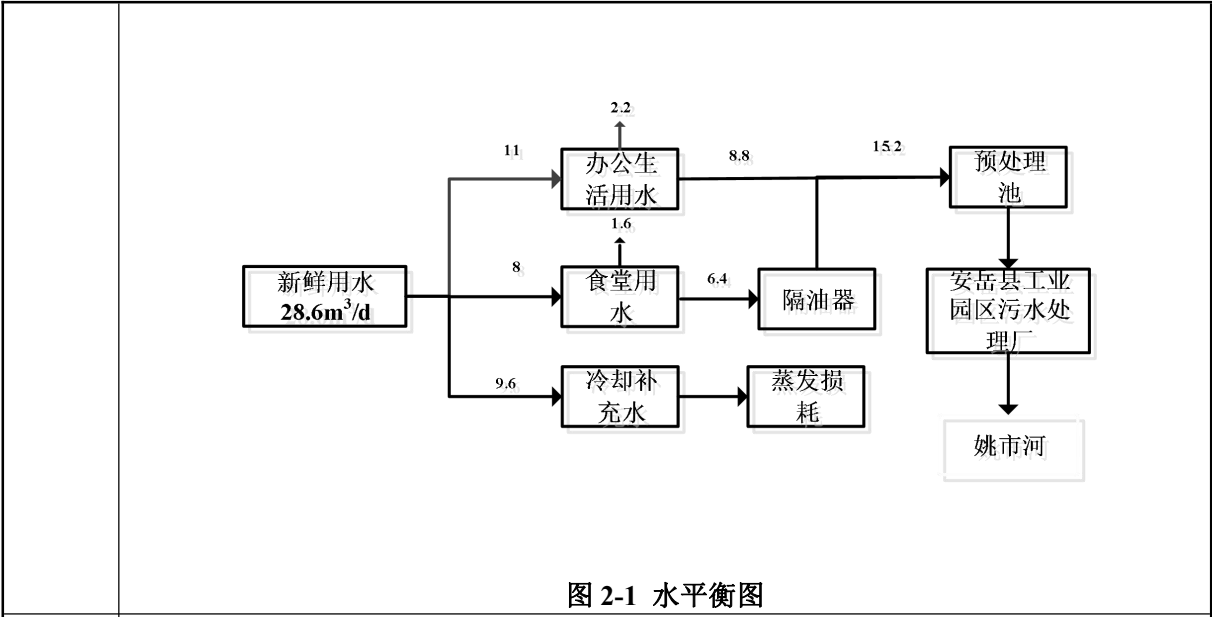 2.2
11
办公生
活用水
8.8
15.2
预处理
池
1.6
新鲜用水
28.6m³/d
8
食堂用
水
6.4
隔油器
安岳县工业
园区污水处
理厂
9.6
冷却补
充水
蒸发损
耗
姚市河
图 2-1 水平衡图